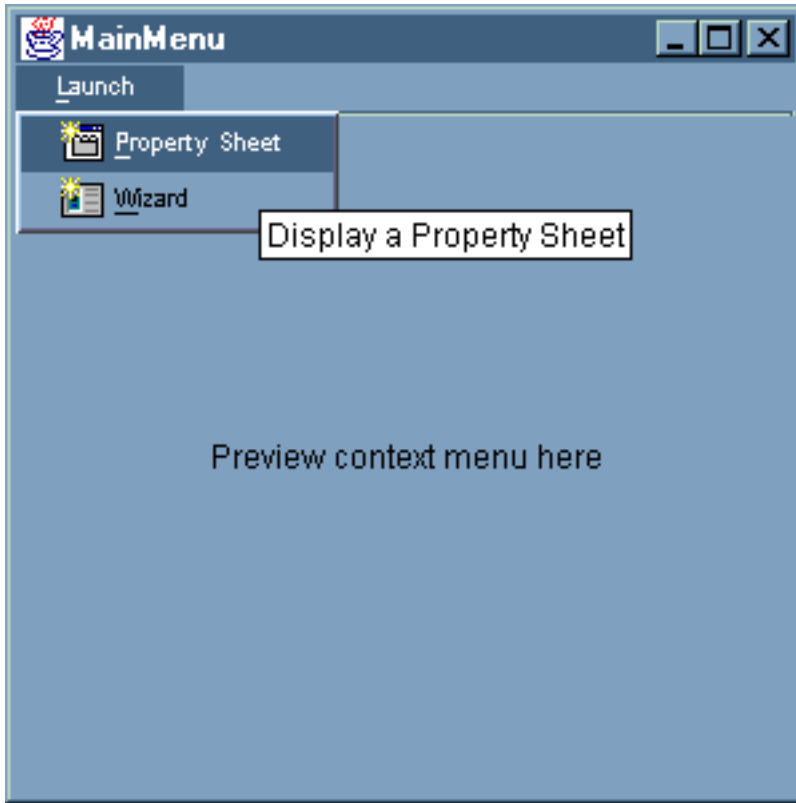 MainMenu
Launch
Property Sheet
Wizard
Display a Property Sheet
Preview context menu here